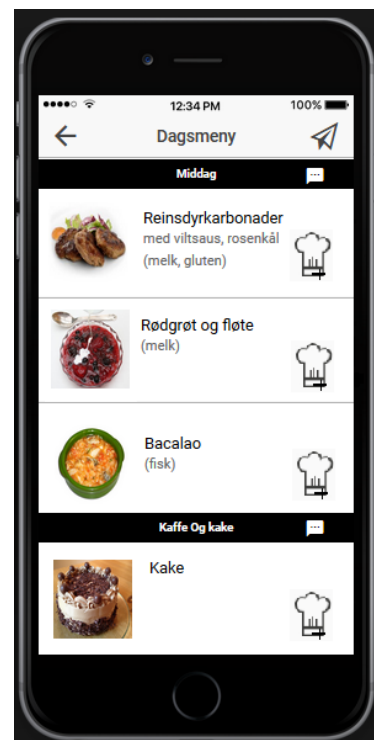 12:34 PM
100%
Dagsmeny
Middag
Reinsdyrkarbonader
med viltsaus, rosenkål
(melk, gluten)
Rødgrøt og fløte
(melk)
Bacalao
(fisk)
Kaffe Og kake
Kake